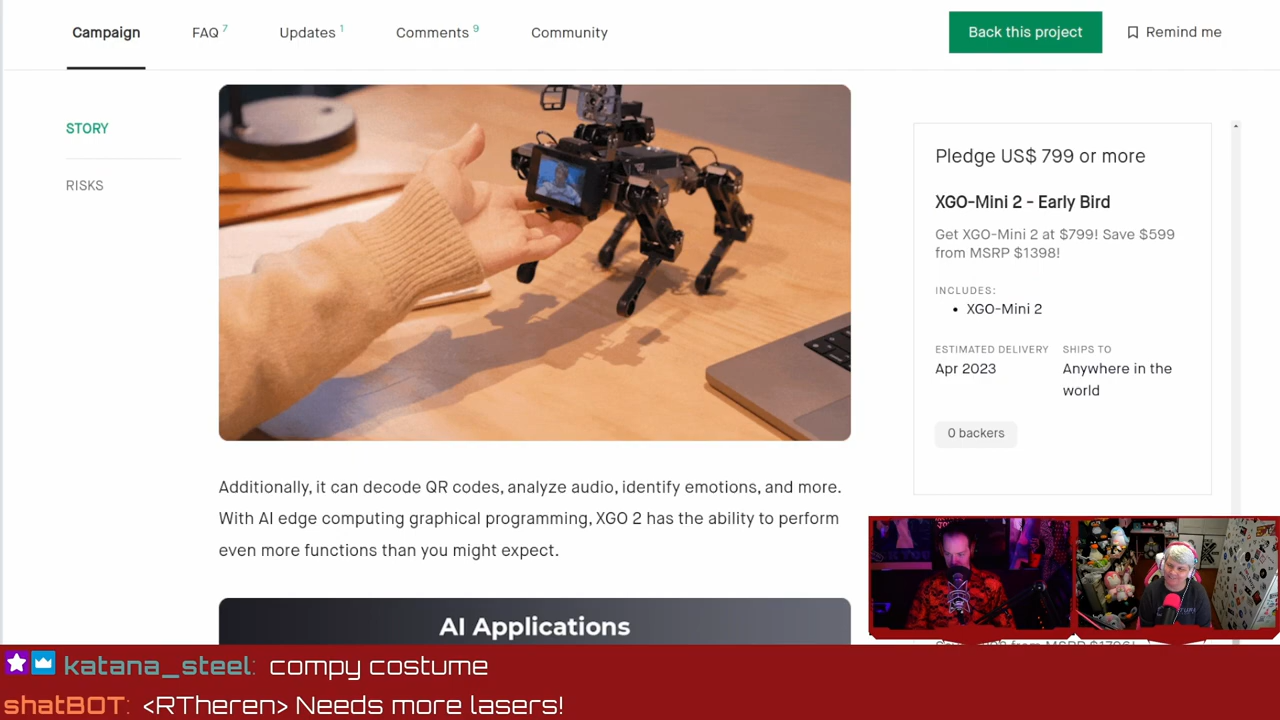 Campaign
FAQ 7
Updates 1
Comments 9
Community
Back this project
Remind me
STORY
RISKS
Pledge US$ 799 or more
XGO-Mini 2 - Early Bird
Get XGO-Mini 2 at $799! Save $599
from MSRP $1398!
INCLUDES:
• XGO-Mini 2
ESTIMATED DELIVERY
Apr 2023
SHIPS TO
Anywhere in the
world
0 backers
Additionally, it can decode QR codes, analyze audio, identify emotions, and more.
With AI edge computing graphical programming, XGO 2 has the ability to perform
even more functions than you might expect.
AI Applications
katana_steel: compy costume
shatBOT: <RTheren> Needs more lasers!